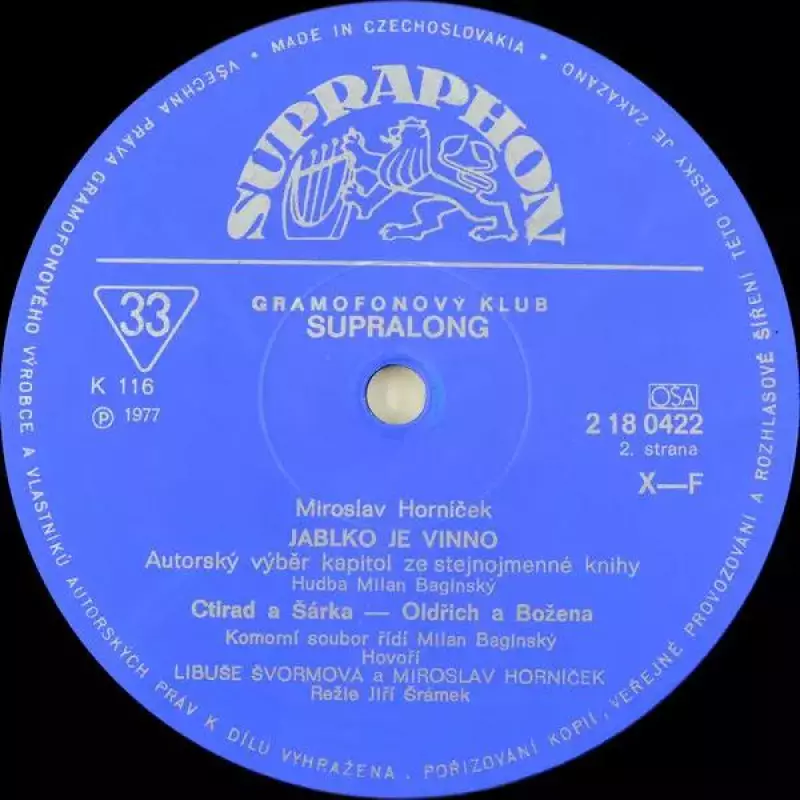 • MADE IN CZECHOSLOVAKIA •
VŠECHNA PRÁVA GRAMOFONOVÉHO VÝROBCE A VLASTNÍKŮ AUTORSKÝCH PRÁV K DÍLU VYHRAŽENA . POŘIZOVÁNÍ KOPIÍ, VEŘEJNÉ PROVOZOVÁNÍ A ROZHLASOVÉ ŠÍŘENÍ TÉTO DESKY JE ZAKÁZÁNO
SUPRAPHON
GRAMOFONOVÝ KLUB
SUPRALONG
33
K 116
Ⓟ 1977
OSA
2 18 0422
2. strana
X—F
Miroslav Horníček
JABLKO JE VINNO
Autorský výběr kapitol ze stejnojmenné knihy
Hudba Milan Baginský
Ctirad a Šárka — Oldřich a Božena
Komorní soubor řídí Milan Baginský
Hovoří
LIBUŠE ŠVORMOVÁ a MIROSLAV HORNÍČEK
Režie Jiří Šrámek